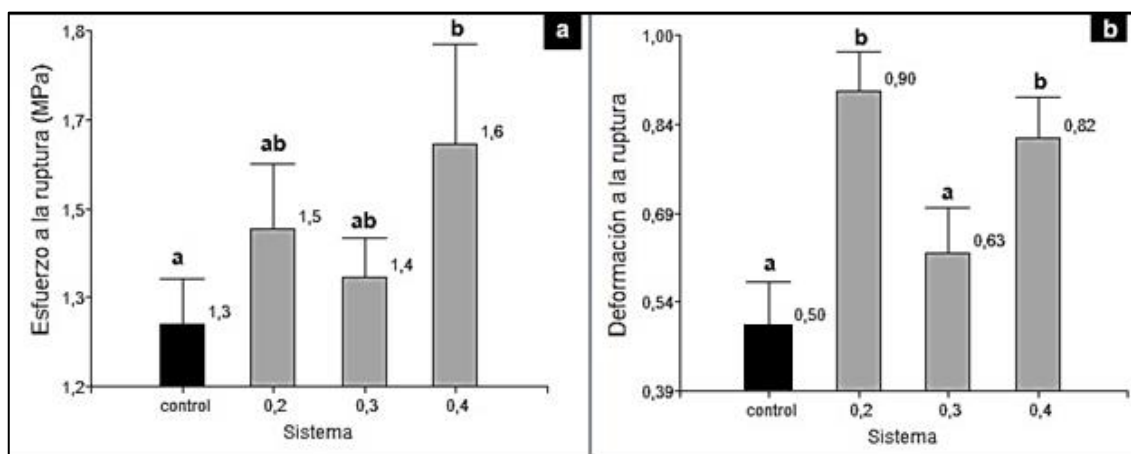 a
Esfuerzo a la ruptura (MPa)
1,8
1,7
1,5
1,3
1,2
a
1,3
ab
1,5
ab
1,4
b
1,6
control 0,2 0,3 0,4
Sistema
b
Deformación a la ruptura
1,00
0,84
0,69
0,54
0,39
a
0,50
b
0,90
a
0,63
b
0,82
control 0,2 0,3 0,4
Sistema